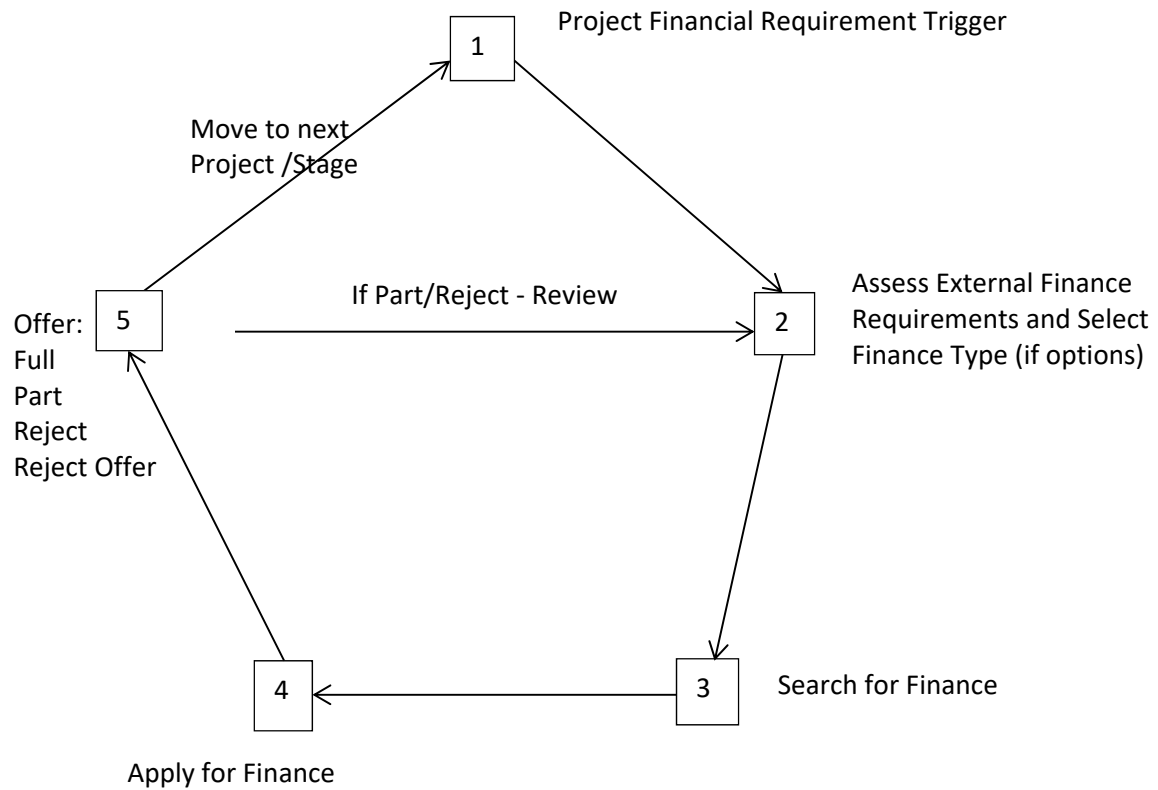 1
Project Financial Requirement Trigger
Move to next
Project /Stage
If Part/Reject - Review
5
Offer:
Full
Part
Reject
Reject Offer
2
Assess External Finance
Requirements and Select
Finance Type (if options)
4
3
Search for Finance
Apply for Finance